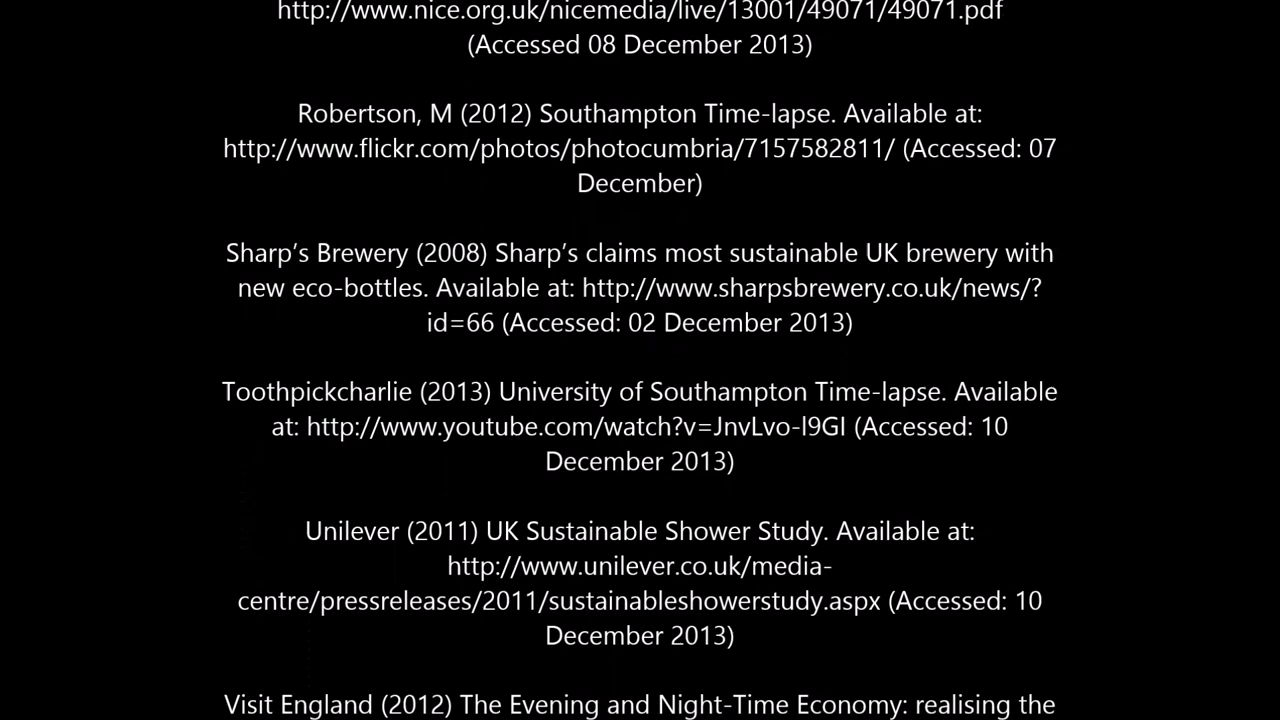 http://www.nice.org.uk/nicemedia/live/13001/49071/49071.pdf
(Accessed 08 December 2013)
Robertson, M (2012) Southampton Time-lapse. Available at:
http://www.flickr.com/photos/photocumbria/7157582811/ (Accessed: 07
December)
Sharp’s Brewery (2008) Sharp’s claims most sustainable UK brewery with
new eco-bottles. Available at: http://www.sharpsbrewery.co.uk/news/?
id=66 (Accessed: 02 December 2013)
Toothpickcharlie (2013) University of Southampton Time-lapse. Available
at: http://www.youtube.com/watch?v=JnvLvo-l9GI (Accessed: 10
December 2013)
Unilever (2011) UK Sustainable Shower Study. Available at:
http://www.unilever.co.uk/media-
centre/pressreleases/2011/sustainableshowerstudy.aspx (Accessed: 10
December 2013)
Visit England (2012) The Evening and Night-Time Economy: realising the